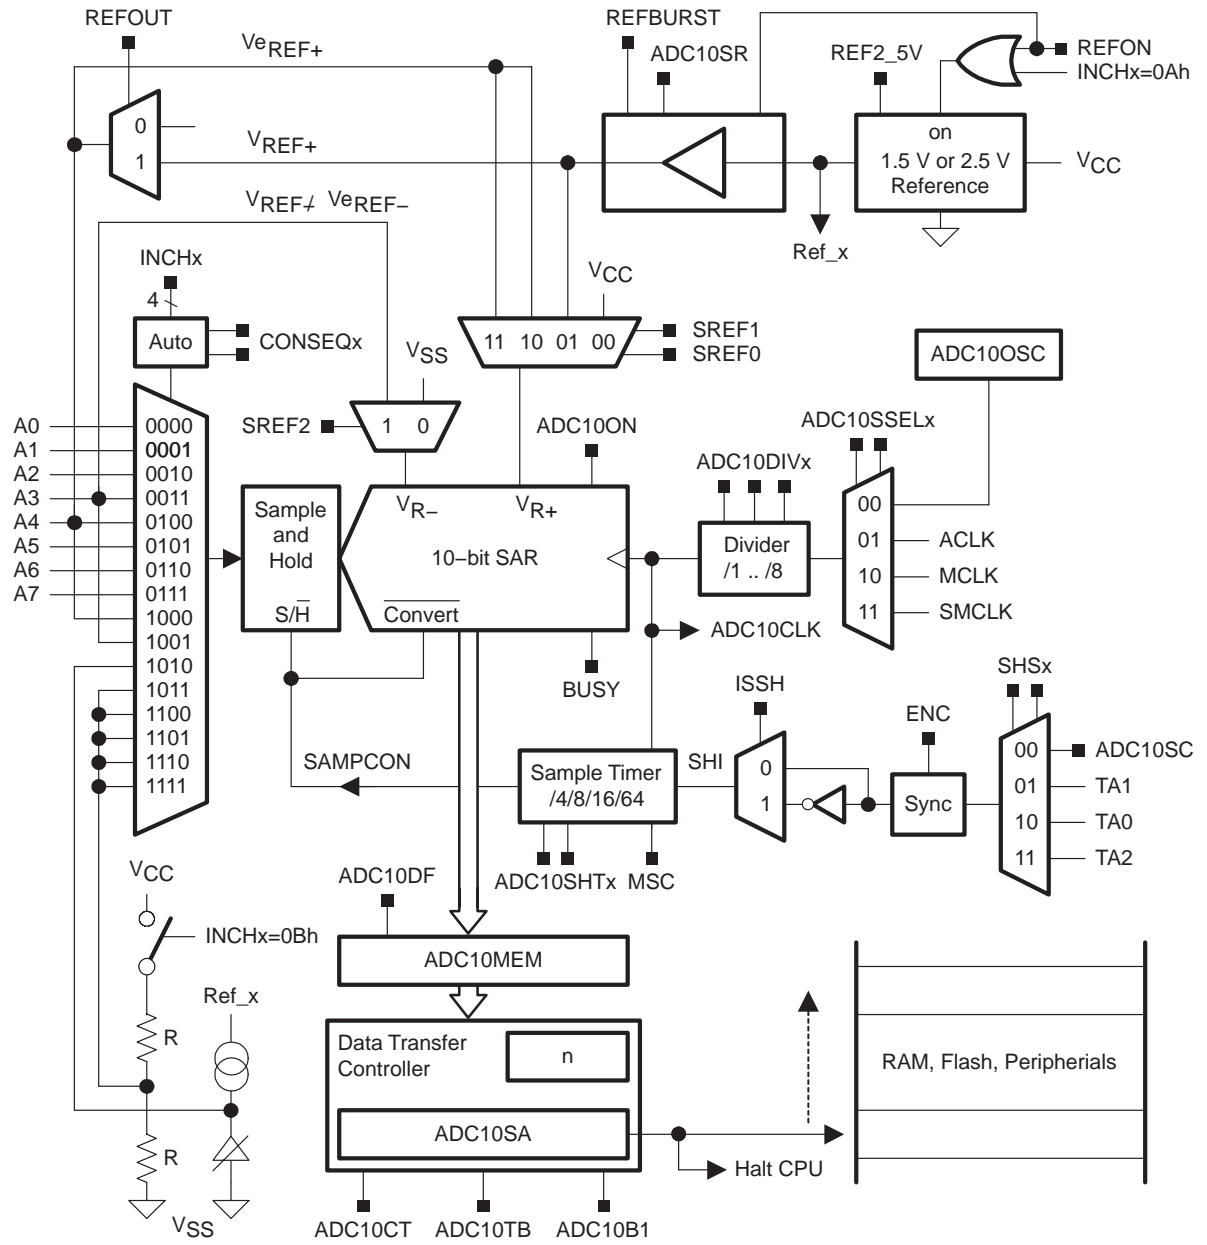 REFOUT
REFBURST
VeREF+
ADC10SR
REF2_5V
REFON
INCHx=0Ah
0
1
VREF+
on
1.5 V or 2.5 V
Reference
VCC
VREF− VeREF−
Ref_x
INCHx
4
VCC
Auto
CONSEQx
11 10 01 00
SREF1
SREF0
VSS
ADC10OSC
SREF2
1 0
ADC10ON
ADC10SSELx
ADC10DIVx
A0 0000
A1 0001
A2 0010
A3 0011
A4 0100
A5 0101
A6 0110
A7 0111
1000
1001
1010
1011
1100
1101
1110
1111
Sample
and
Hold
S/H
VR−
VR+
10−bit SAR
Convert
Divider
/1 .. /8
00
01 ACLK
10 MCLK
11 SMCLK
ADC10CLK
BUSY
ISSH
ENC
SHSx
SAMPCON
Sample Timer
/4/8/16/64
SHI
0
1
Sync
00 ADC10SC
01 TA1
10 TA0
11 TA2
ADC10DF
ADC10SHTx
MSC
VCC
INCHx=0Bh
ADC10MEM
Ref_x
R
Data Transfer
Controller
n
RAM, Flash, Peripherials
R
ADC10SA
Halt CPU
VSS
ADC10CT
ADC10TB
ADC10B1